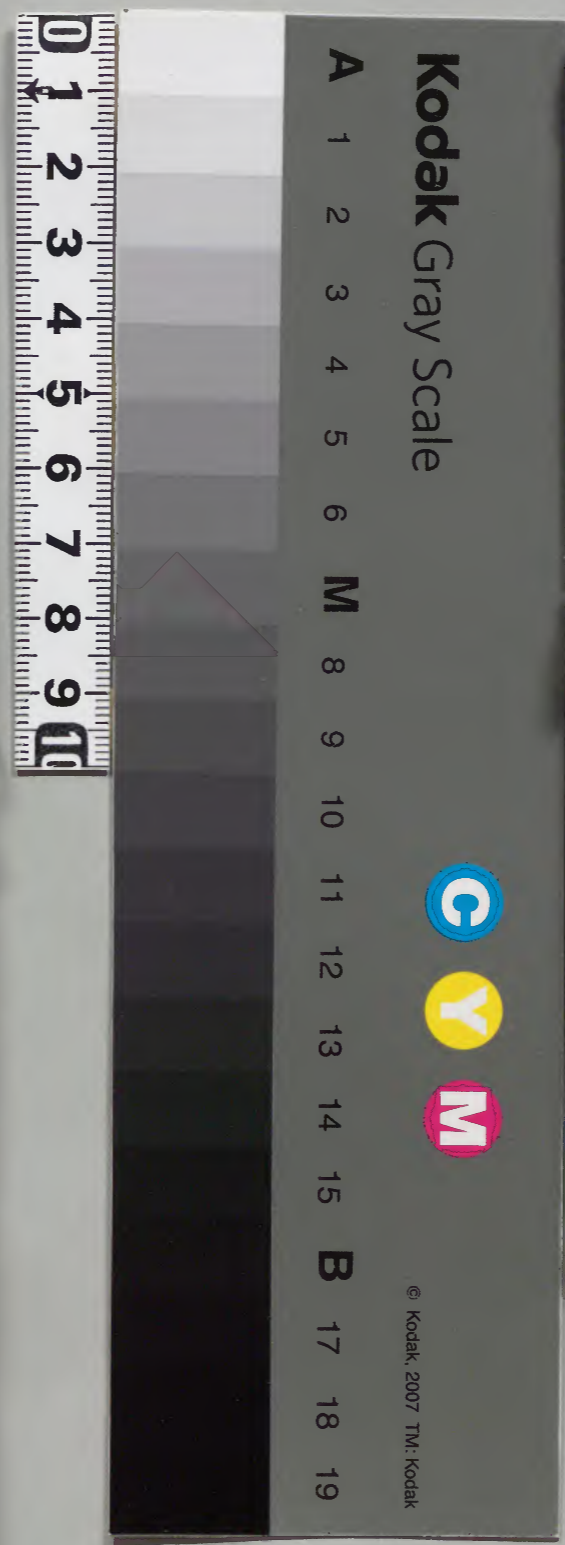 Kodak Gray Scale
A 1 2 3 4 5 6 M 8 9 10 11 12 13 14 15 B 17 18 19
C Y M
© Kodak, 2007 TM: Kodak
0 1 2 3 4 5 6 7 8 9 10